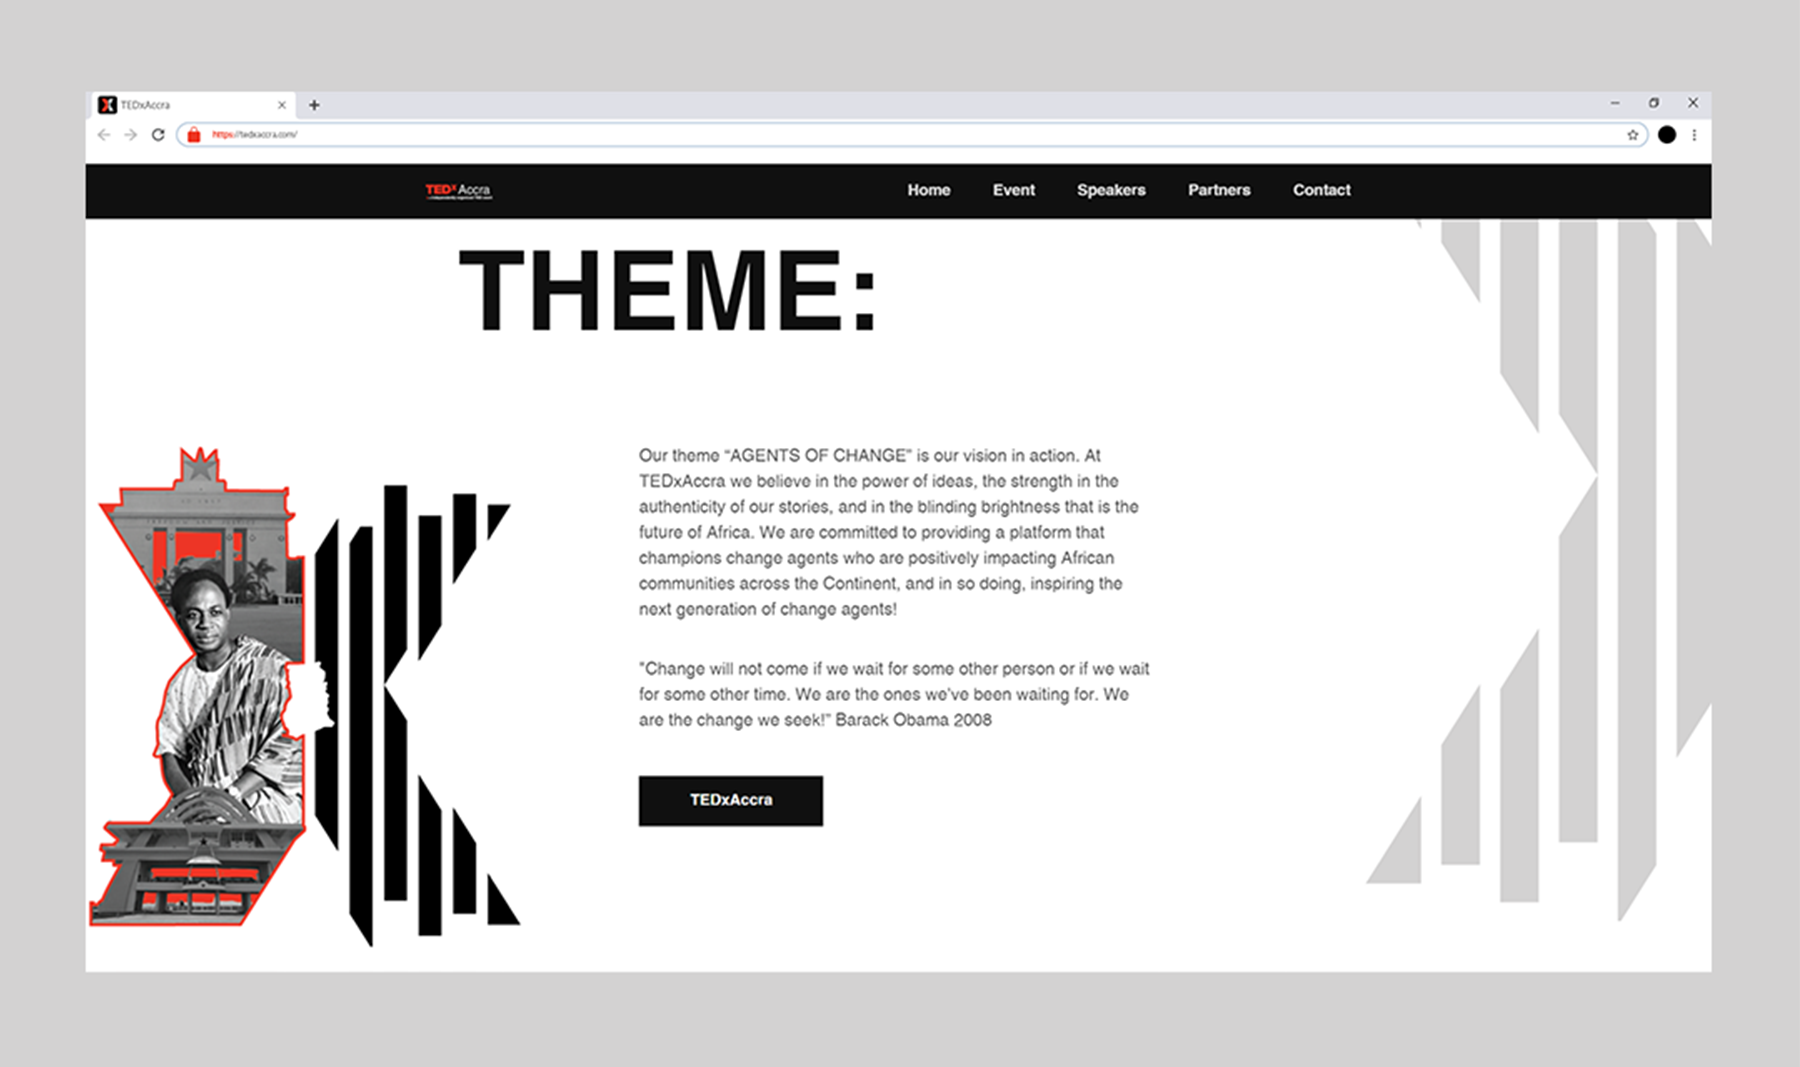 TEDxAccra
https://tedxaccra.com/
TEDx Accra
Home Event Speakers Partners Contact
THEME:
Our theme “AGENTS OF CHANGE” is our vision in action. At
TEDxAccra we believe in the power of ideas, the strength in the
authenticity of our stories, and in the blinding brightness that is the
future of Africa. We are committed to providing a platform that
champions change agents who are positively impacting African
communities across the Continent, and in so doing, inspiring the
next generation of change agents!
"Change will not come if we wait for some other person or if we wait
for some other time. We are the ones we've been waiting for. We
are the change we seek!” Barack Obama 2008
TEDxAccra